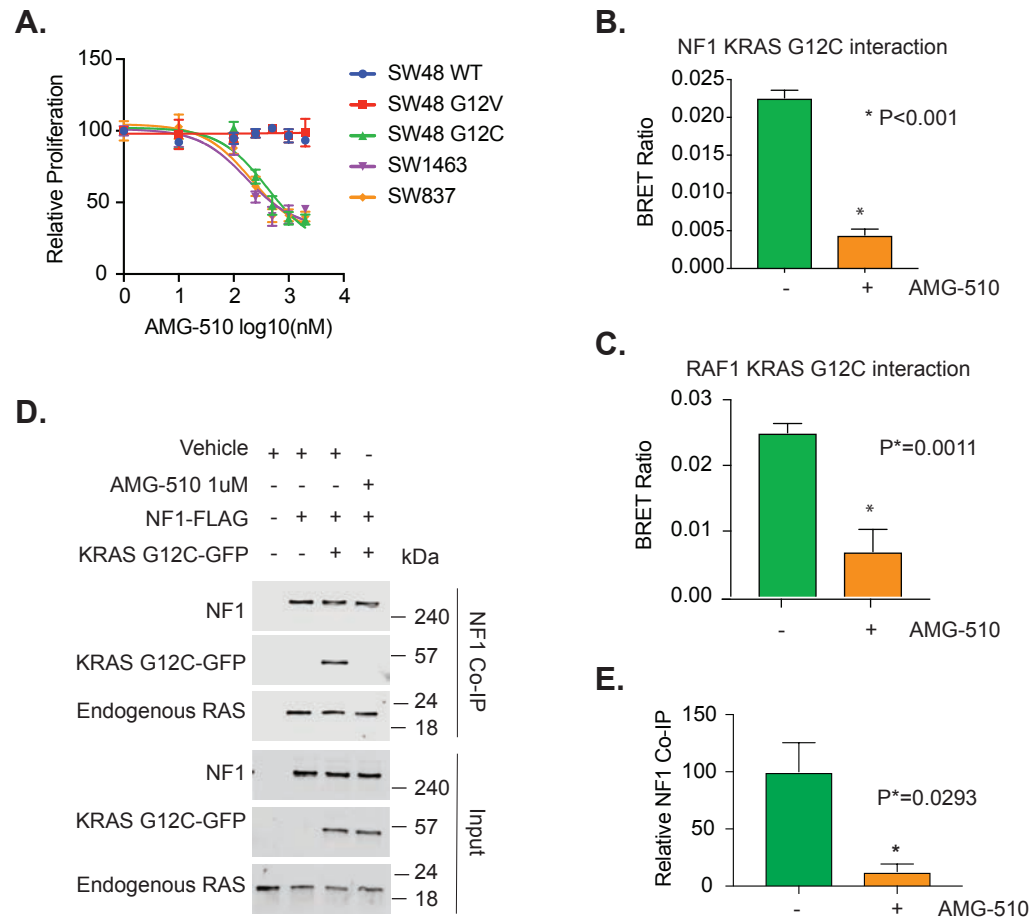 A.
150
100
50
0
Relative Proliferation
0 1 2 3 4
AMG-510 log10(nM)
SW48 WT
SW48 G12V
SW48 G12C
SW1463
SW837
B.
NF1 KRAS G12C interaction
0.025
0.020
0.015
0.010
0.005
0.000
BRET Ratio
* P<0.001
*
- + AMG-510
C.
RAF1 KRAS G12C interaction
0.03
0.02
0.01
0.00
BRET Ratio
P*=0.0011
*
- + AMG-510
D.
Vehicle + + + -
AMG-510 1uM - - - +
NF1-FLAG - + + +
KRAS G12C-GFP - - + + kDa
NF1
240
KRAS G12C-GFP
57
Endogenous RAS
24
18
NF1 Co-IP
NF1
240
KRAS G12C-GFP
57
Endogenous RAS
24
18
Input
E.
150
100
50
0
Relative NF1 Co-IP
P*=0.0293
*
- + AMG-510